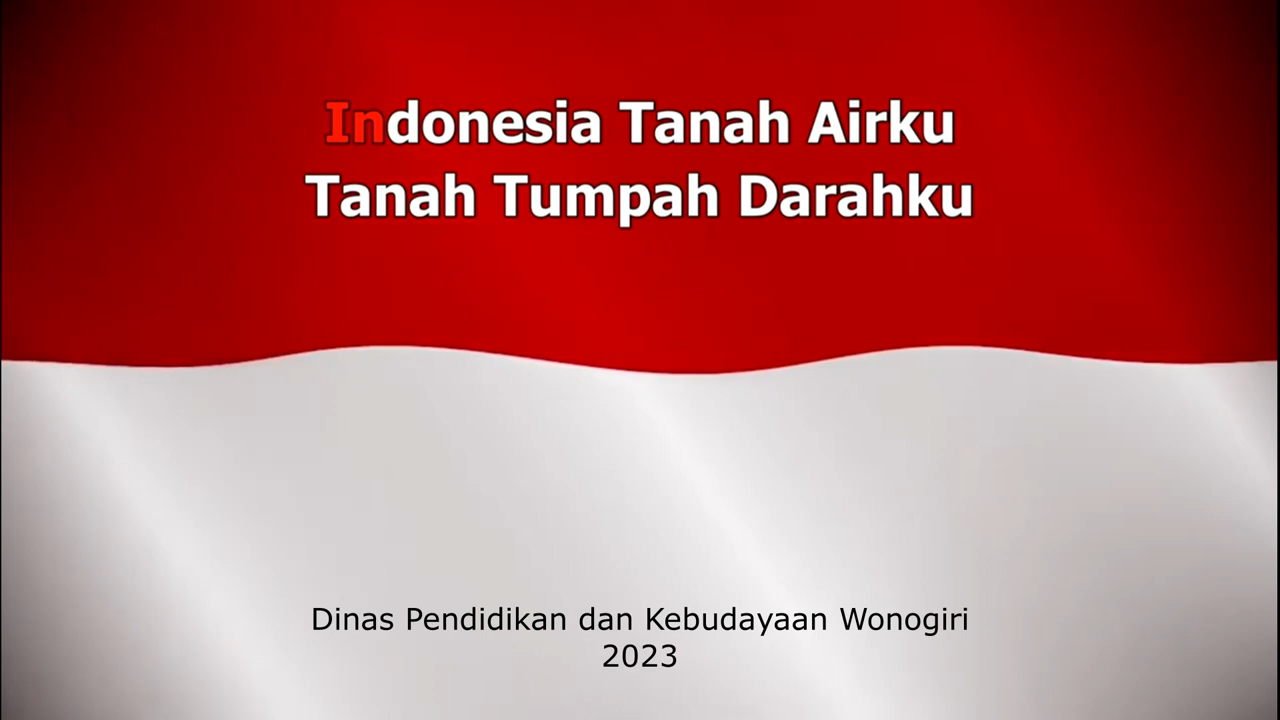 Indonesia Tanah Airku
Tanah Tumpah Darahku
Dinas Pendidikan dan Kebudayaan Wonogiri
2023